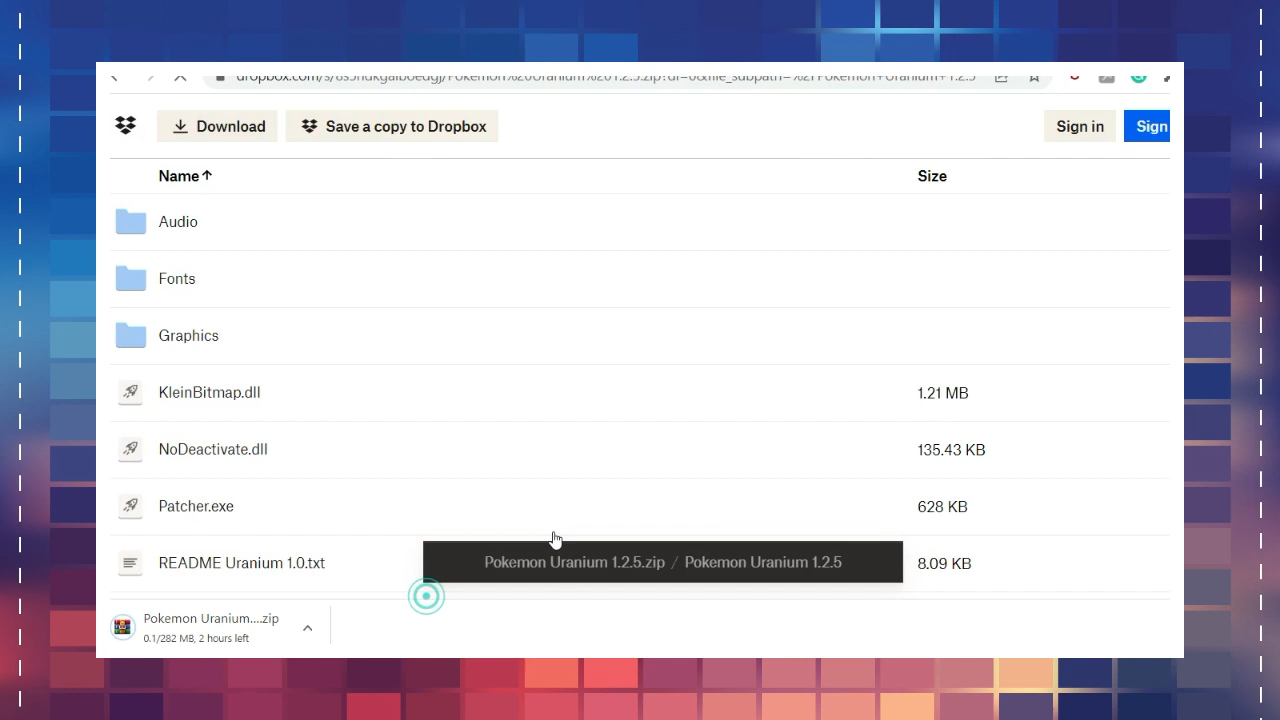 Download
Save a copy to Dropbox
Sign in
Sign
Name
Size
Audio
Fonts
Graphics
KleinBitmap.dll
1.21 MB
NoDeactivate.dll
135.43 KB
Patcher.exe
628 KB
README Uranium 1.0.txt
Pokemon Uranium 1.2.5.zip / Pokemon Uranium 1.2.5
8.09 KB
Pokemon Uranium....zip
0.1/282 MB, 2 hours left